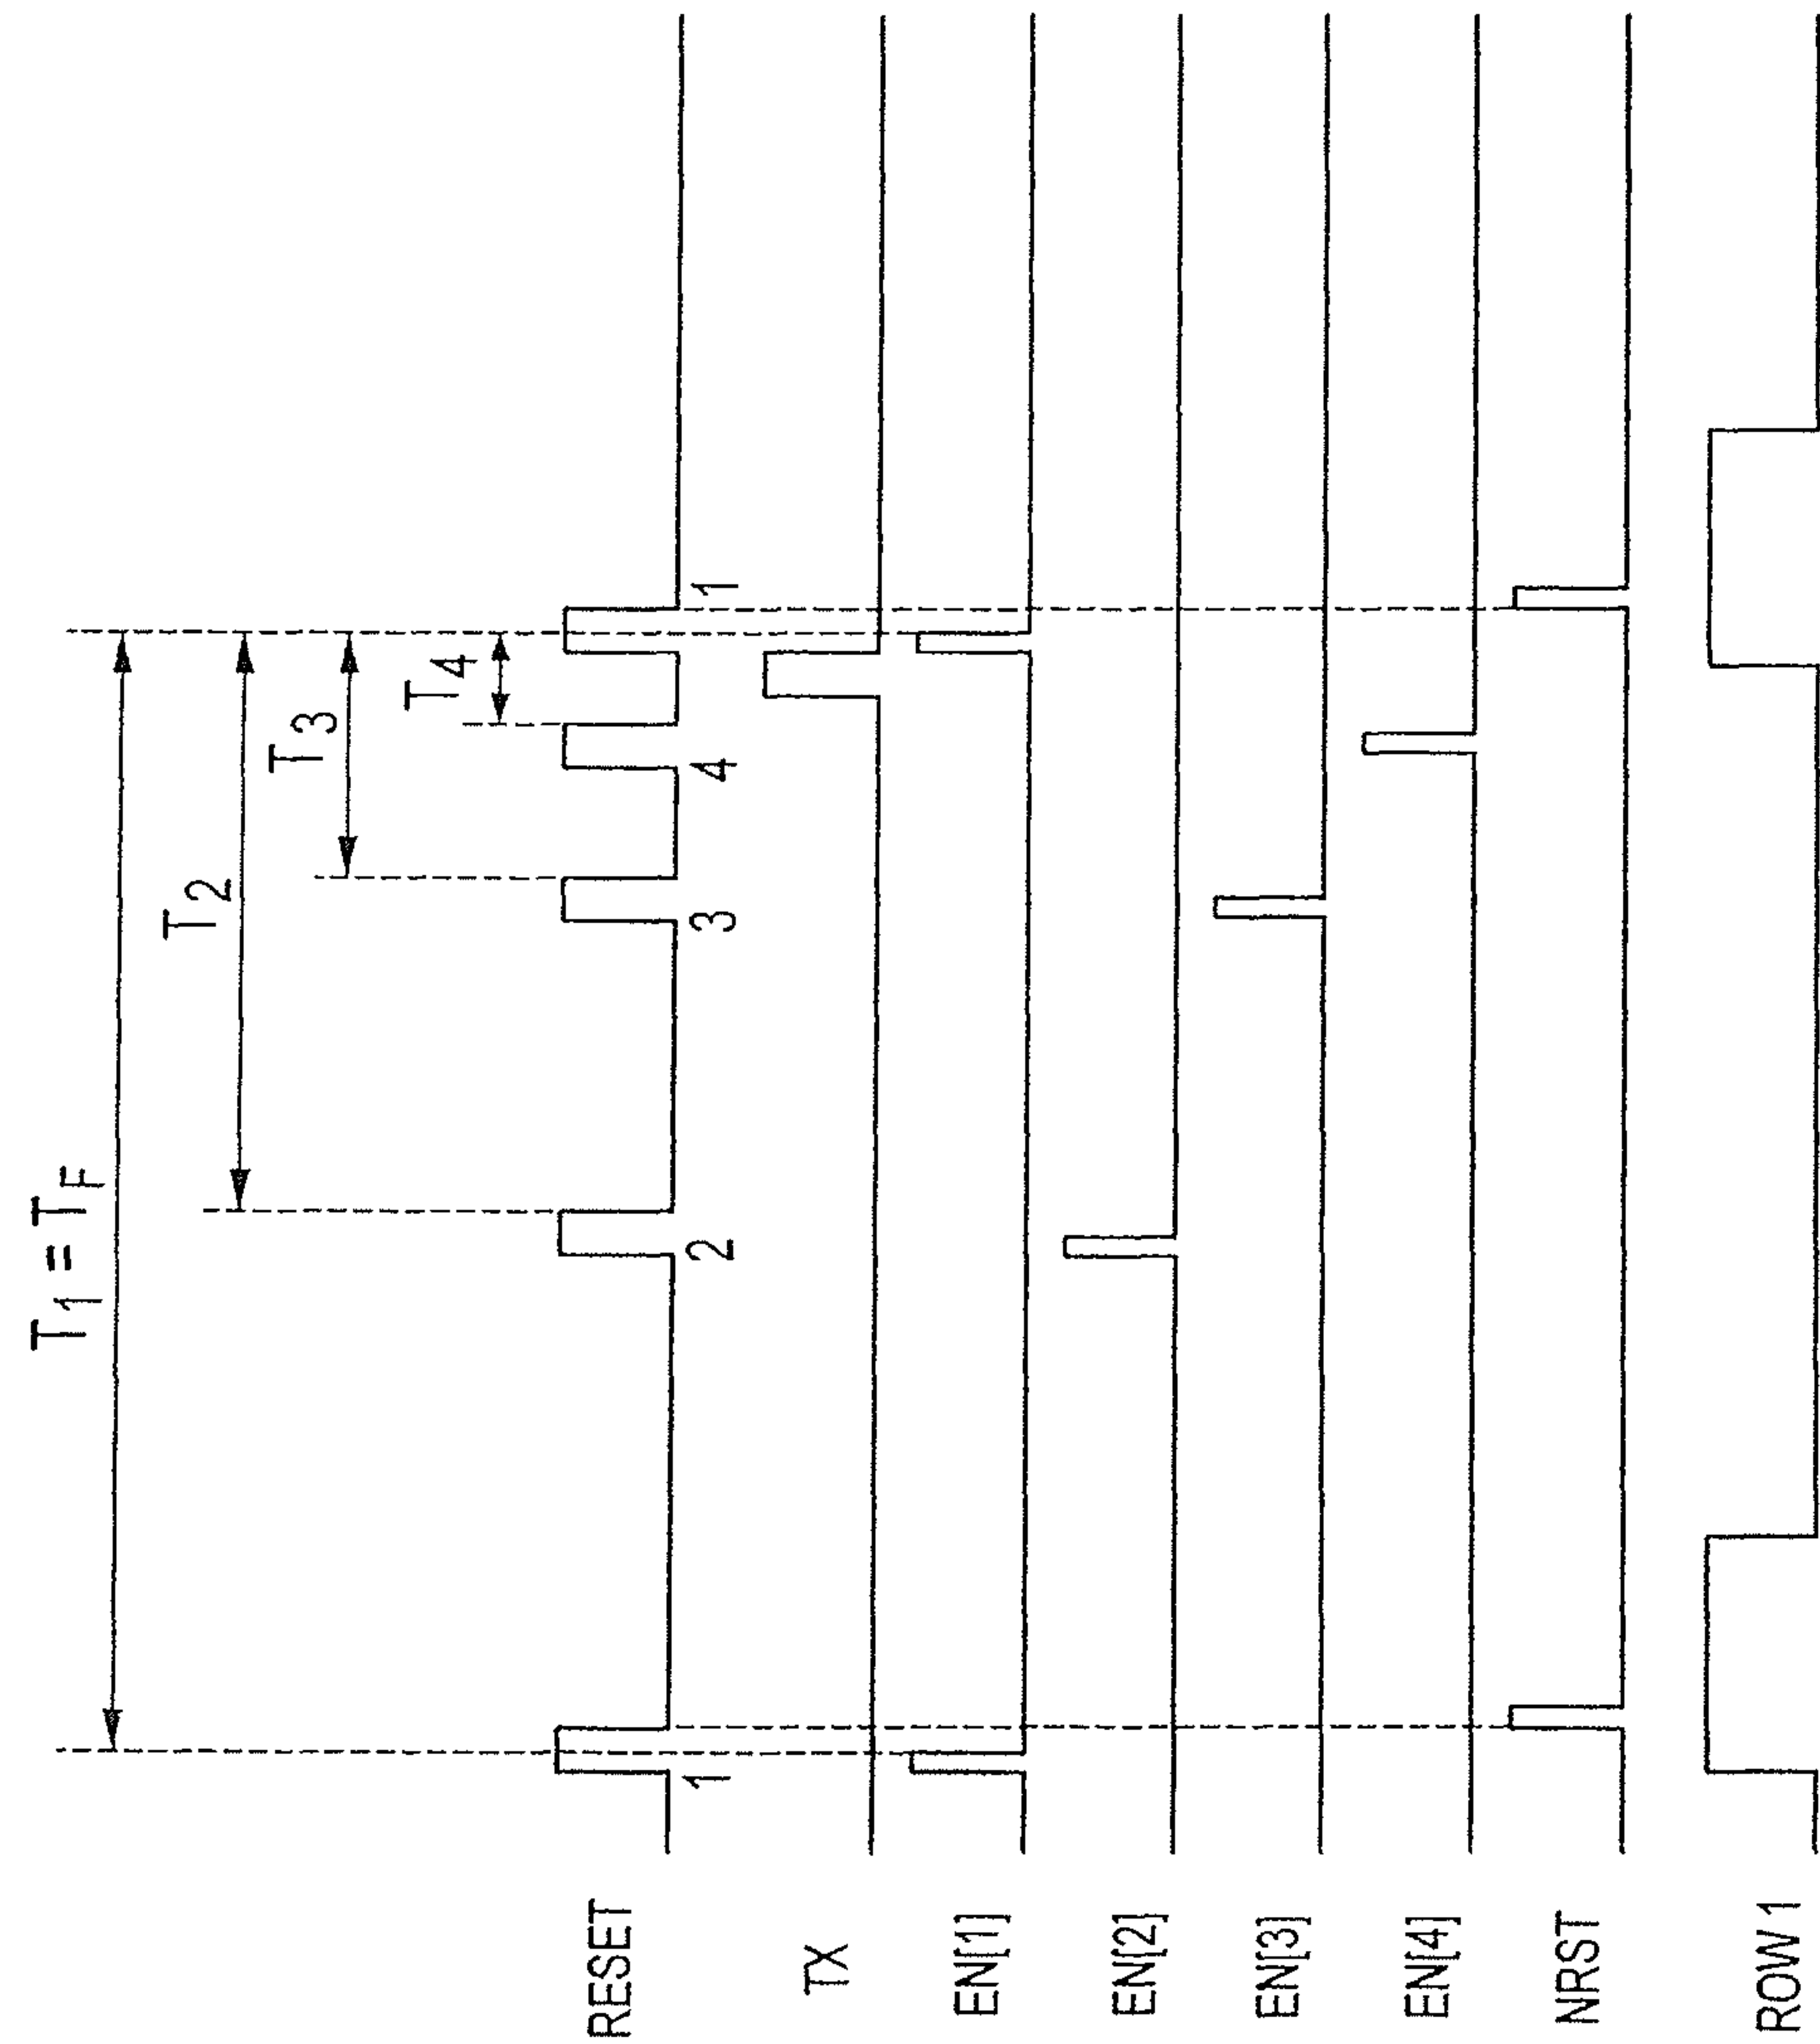 T1 = TF
T2
T3
T4
RESET
1
2
3
4
1
TX
EN[1]
EN[2]
EN[3]
EN[4]
NRST
ROW 1